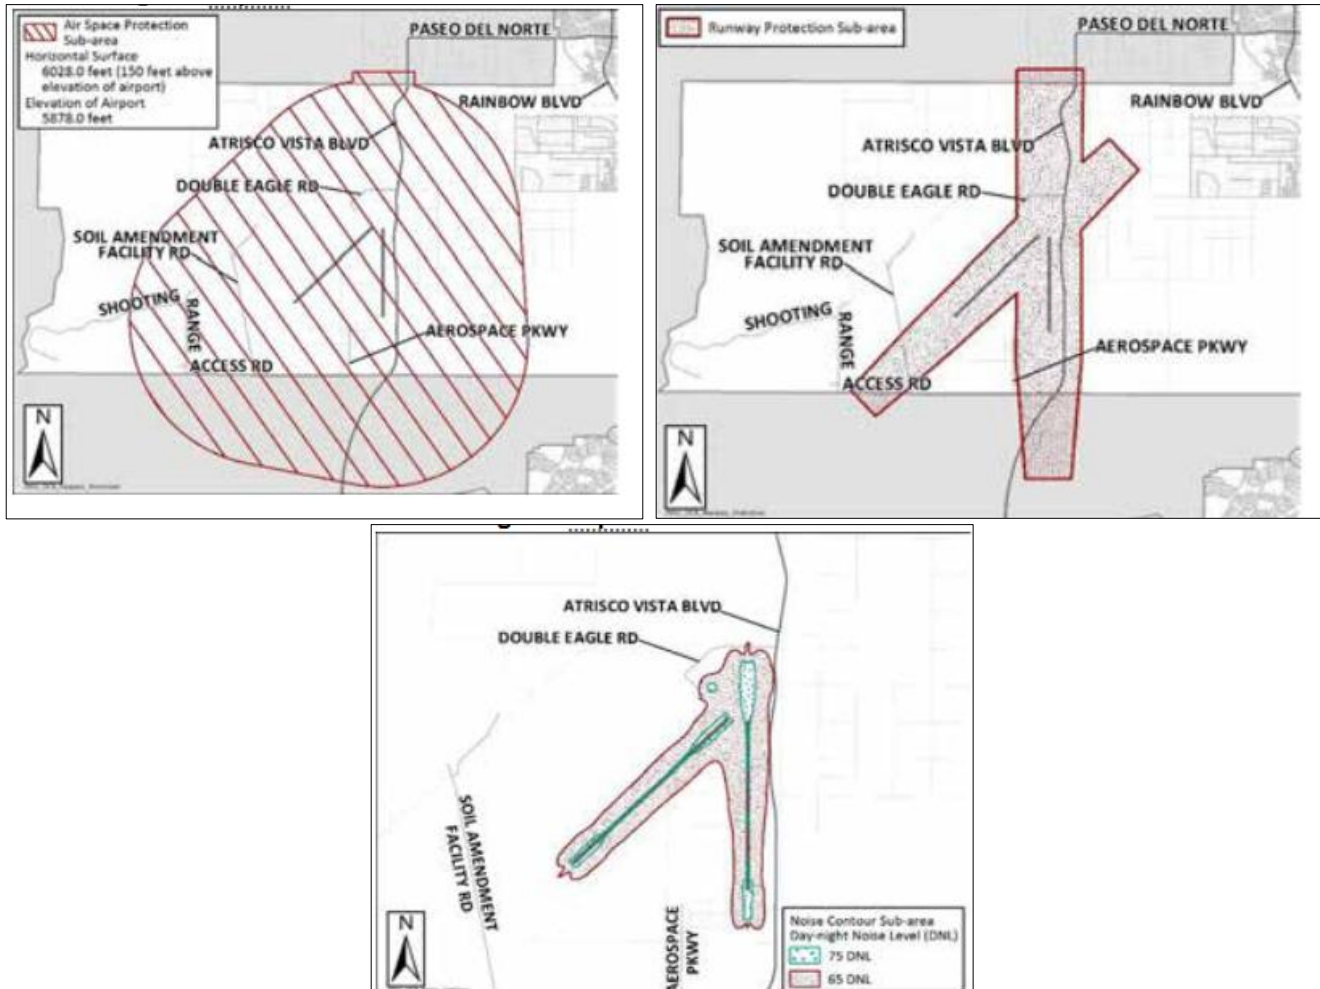 Air Space Protection
Sub-area
Horizontal Surface
6028.0 feet (150 feet above
elevation of airport)
Elevation of Airport
5878.0 feet
PASEO DEL NORTE
RAINBOW BLVD
ATRISCO VISTA BLVD
DOUBLE EAGLE RD
SOIL AMENDMENT
FACILITY RD
SHOOTING
RANGE
ACCESS RD
AEROSPACE PKWY
N
Runway Protection Sub-area
PASEO DEL NORTE
RAINBOW BLVD
ATRISCO VISTA BLVD
DOUBLE EAGLE RD
SOIL AMENDMENT
FACILITY RD
SHOOTING
RANGE
ACCESS RD
AEROSPACE PKWY
N
ATRISCO VISTA BLVD
DOUBLE EAGLE RD
SOIL AMENDMENT
FACILITY RD
AEROSPACE
PKWY
N
Noise Contour Sub-area
Day-night Noise Level (DNL)
75 DNL
65 DNL